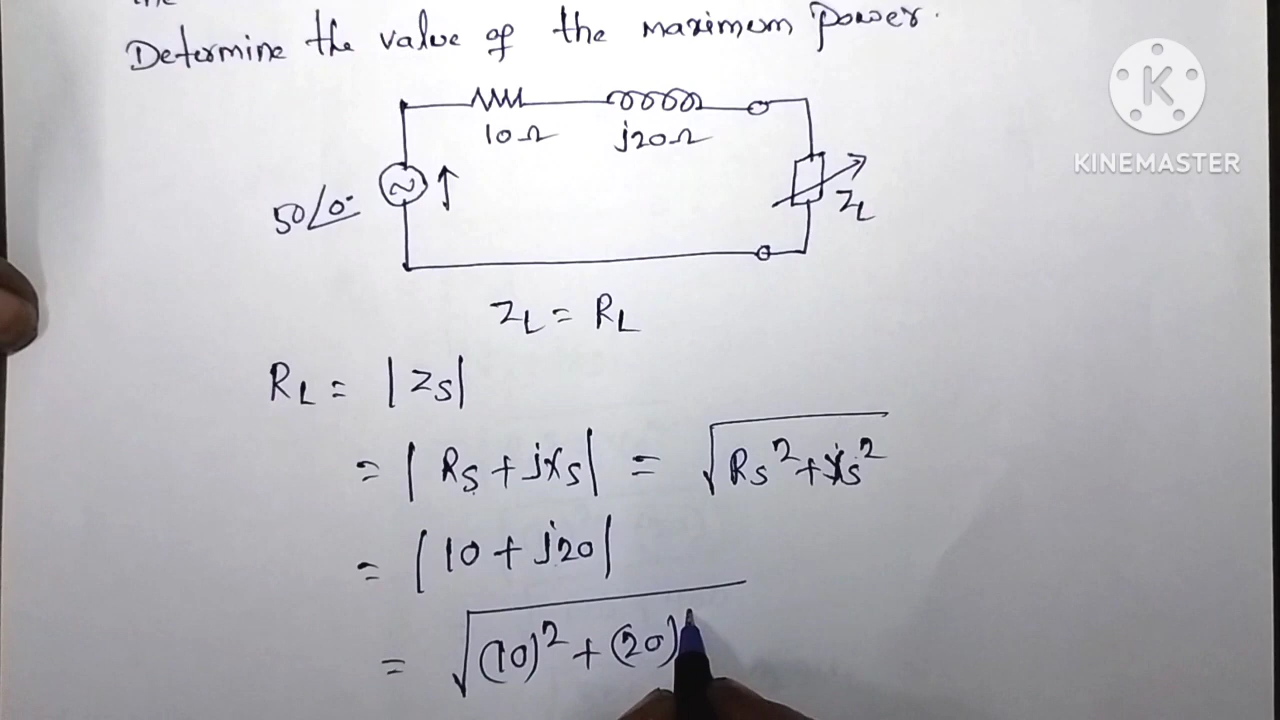 Determine the value of the maximum power.
KINEMASTER
10Ω
j20Ω
50∠0°
ZL
ZL = RL
RL = |ZS|
= |RS + jXS| = √RS² + XS²
= |10 + j20|
= √(10)² + (20)